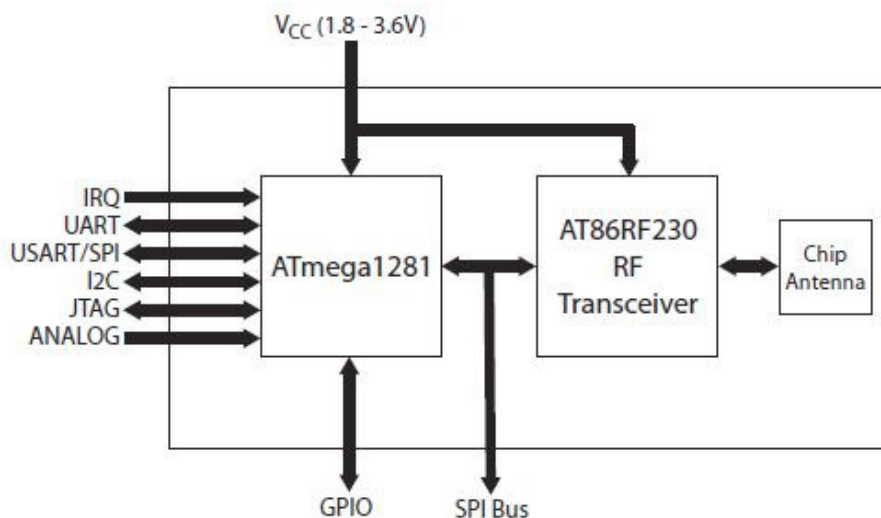 VCC (1.8 - 3.6V)
IRQ
UART
USART/SPI
I2C
JTAG
ANALOG
ATmega1281
AT86RF230
RF
Transceiver
Chip
Antenna
GPIO
SPI Bus